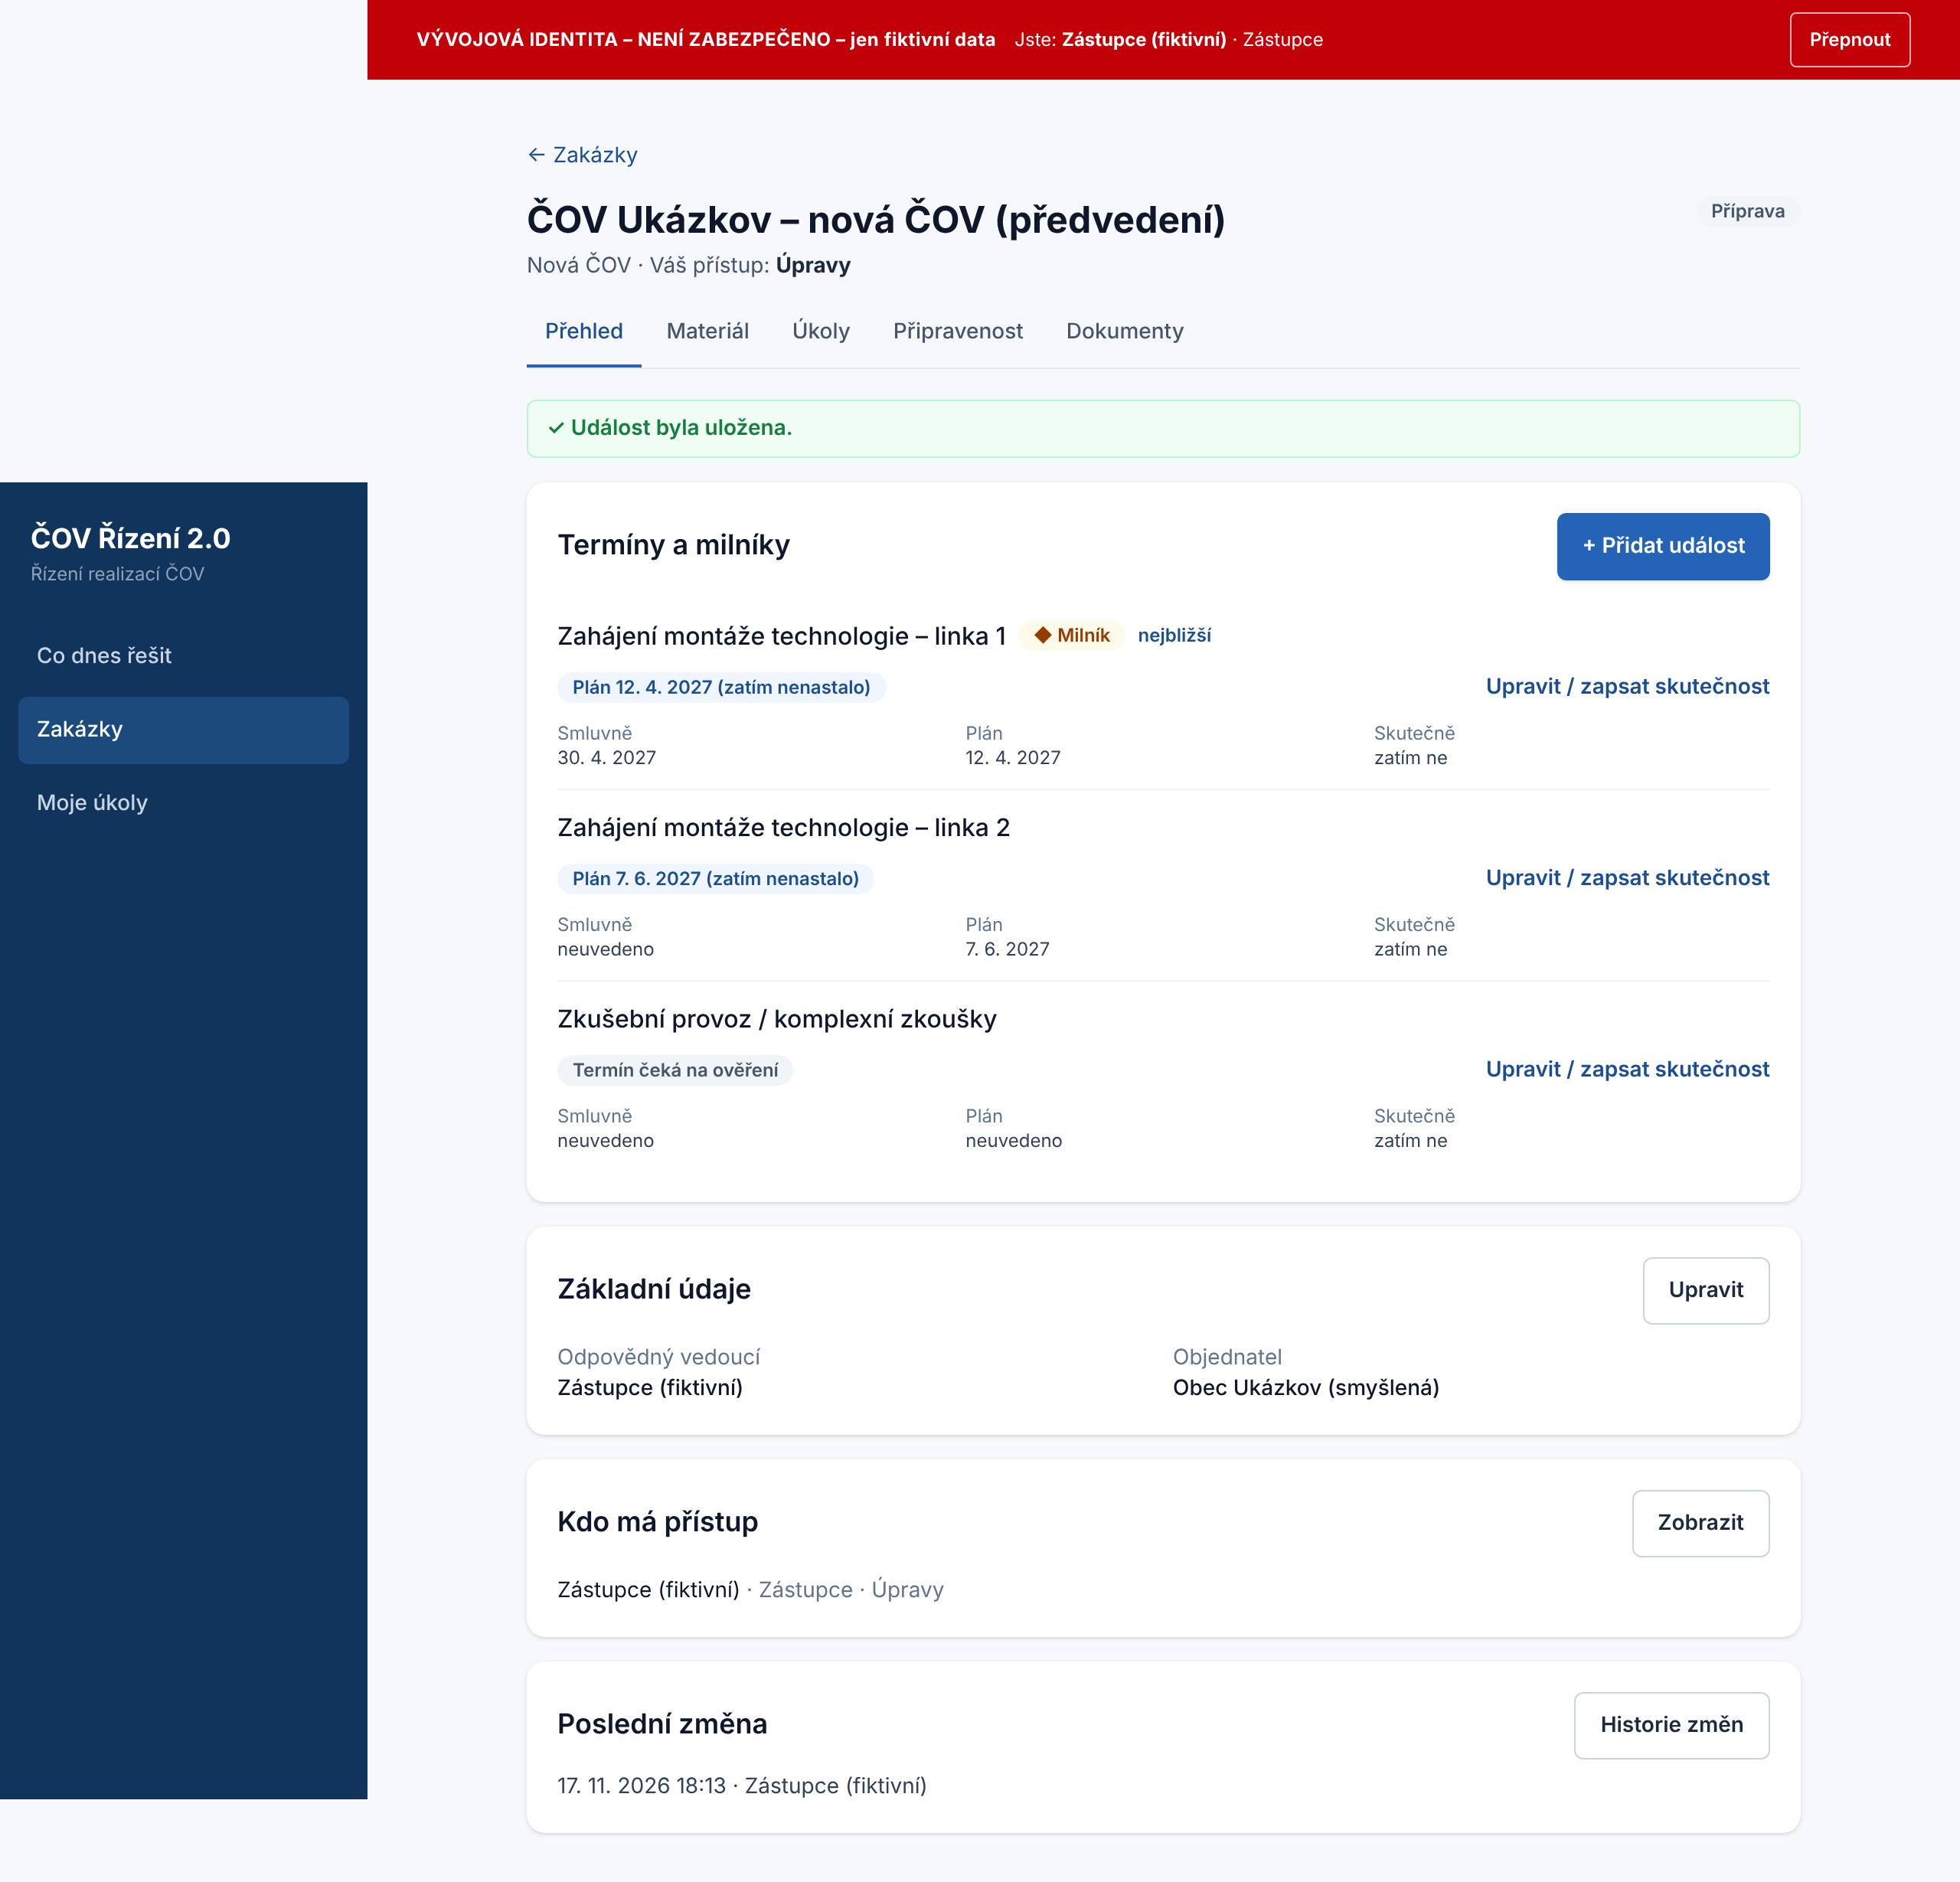 VÝVOJOVÁ IDENTITA – NENÍ ZABEZPEČENO – jen fiktivní data Jste: Zástupce (fiktivní) · Zástupce
Přepnout
← Zakázky
ČOV Ukázkov – nová ČOV (předvedení)
Příprava
Nová ČOV · Váš přístup: Úpravy
Přehled Materiál Úkoly Připravenost Dokumenty
✓ Událost byla uložena.
ČOV Řízení 2.0
Řízení realizací ČOV
Co dnes řešit
Zakázky
Moje úkoly
Termíny a milníky
+ Přidat událost
Zahájení montáže technologie – linka 1 ◆ Milník nejbližší
Plán 12. 4. 2027 (zatím nenastalo)
Upravit / zapsat skutečnost
Smluvně Plán Skutečně
30. 4. 2027 12. 4. 2027 zatím ne
Zahájení montáže technologie – linka 2
Plán 7. 6. 2027 (zatím nenastalo)
Upravit / zapsat skutečnost
Smluvně Plán Skutečně
neuvedeno 7. 6. 2027 zatím ne
Zkušební provoz / komplexní zkoušky
Termín čeká na ověření
Upravit / zapsat skutečnost
Smluvně Plán Skutečně
neuvedeno neuvedeno zatím ne
Základní údaje
Upravit
Odpovědný vedoucí Objednatel
Zástupce (fiktivní) Obec Ukázkov (smyšlená)
Kdo má přístup
Zobrazit
Zástupce (fiktivní) · Zástupce · Úpravy
Poslední změna
Historie změn
17. 11. 2026 18:13 · Zástupce (fiktivní)